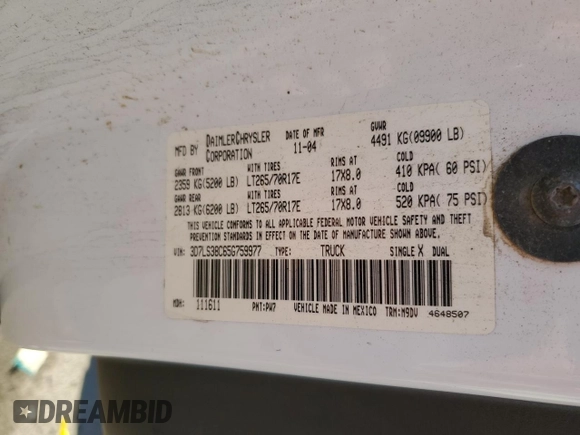 MFD BY DAIMLERCHRYSLER CORPORATION DATE OF MFR 11-04 GVWR 4491 KG(09900 LB)
GAWR FRONT WITH TIRES RIMS AT COLD
2359 KG(5200 LB) LT265/70R17E 17X8.0 410 KPA( 60 PSI)
GAWR REAR WITH TIRES RIMS AT COLD
2813 KG(6200 LB) LT265/70R17E 17X8.0 520 KPA( 75 PSI)
THIS VEHICLE CONFORMS TO ALL APPLICABLE FEDERAL MOTOR VEHICLE SAFETY AND THEFT
PREVENTION STANDARDS IN EFFECT ON THE DATE OF MANUFACTURE SHOWN ABOVE.
VIN: 3D7LS38C65G759977 TYPE: TRUCK SINGLE X DUAL
MDH: 111611 PNT:PW7 VEHICLE MADE IN MEXICO TRM:M9DV 4648507
DREAMBID